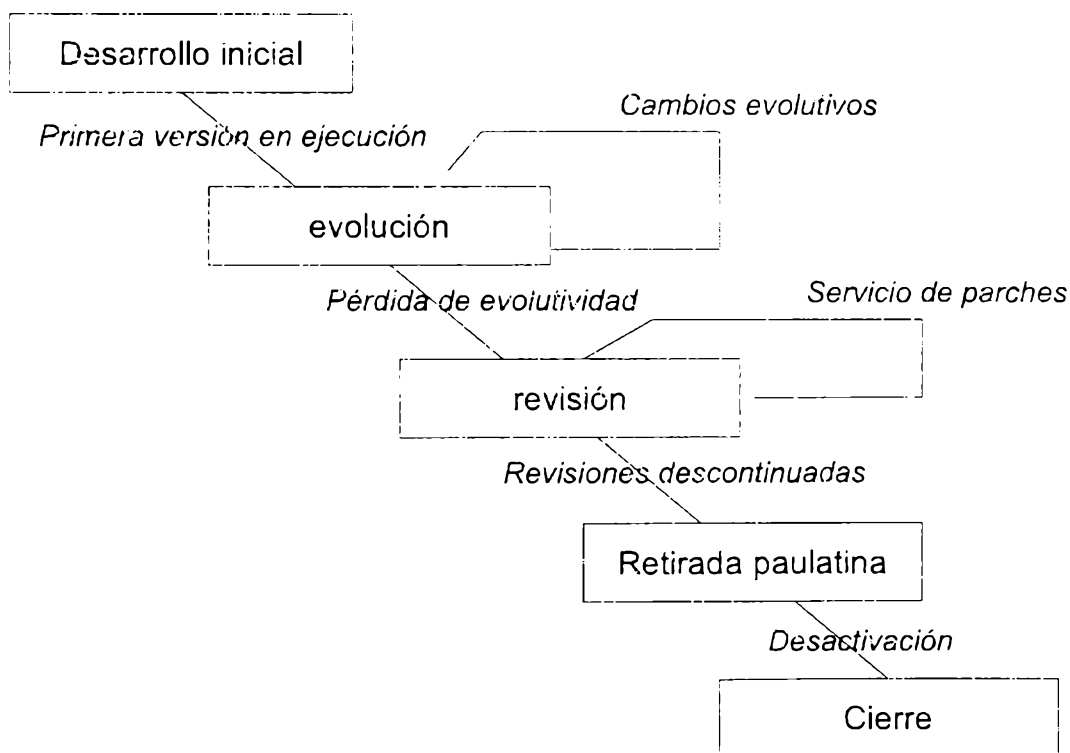 Desarrollo inicial
Cambios evolutivos
Primera versión en ejecución
evolución
Pérdida de evolutividad
Servicio de parches
revisión
Revisiones descontinuadas
Retirada paulatina
Desactivación
Cierre